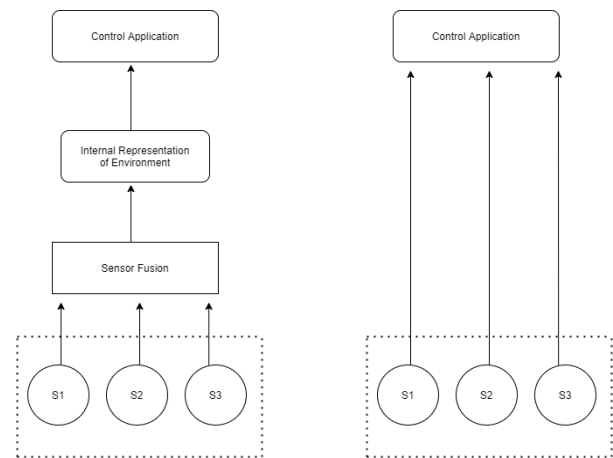 Control Application
Control Application
Internal Representation
of Environment
Sensor Fusion
S1
S2
S3
S1
S2
S3